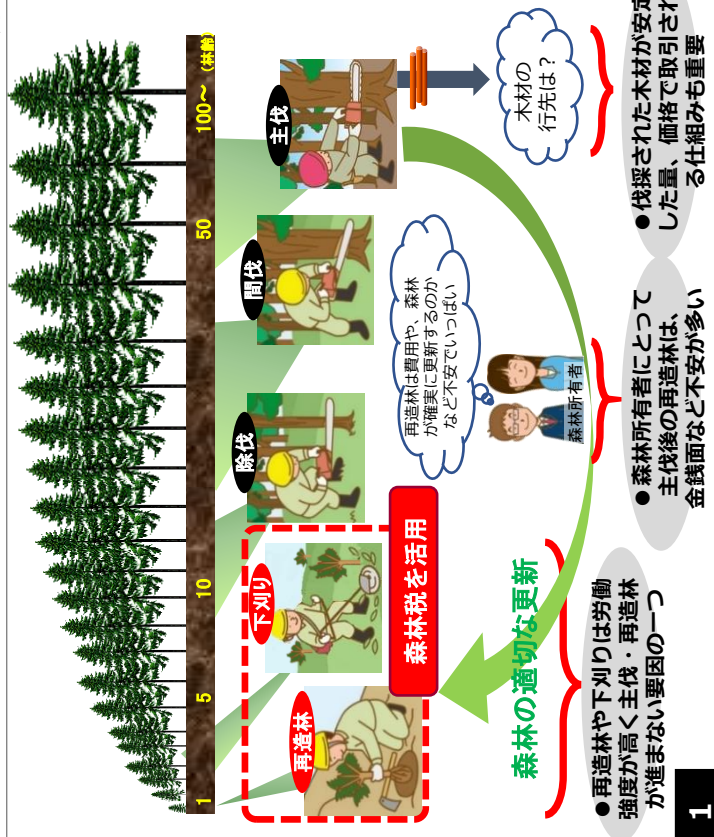 1
5
10
50
100～（林齢）
再造林
下刈り
除伐
間伐
主伐
森林税を活用
再造林は費用や、森林
が確実に更新するのか
など不安でいっぱい
森林所有者
木材の
行先は？
森林の適切な更新
●再造林や下刈りは労働
強度が高く主伐・再造林
が進まない要因の一つ
●森林所有者にとって
主伐後の再造林は、
金銭面など不安が多い
●伐採された木材が安定
した量、価格で取引され
る仕組みも重要
1